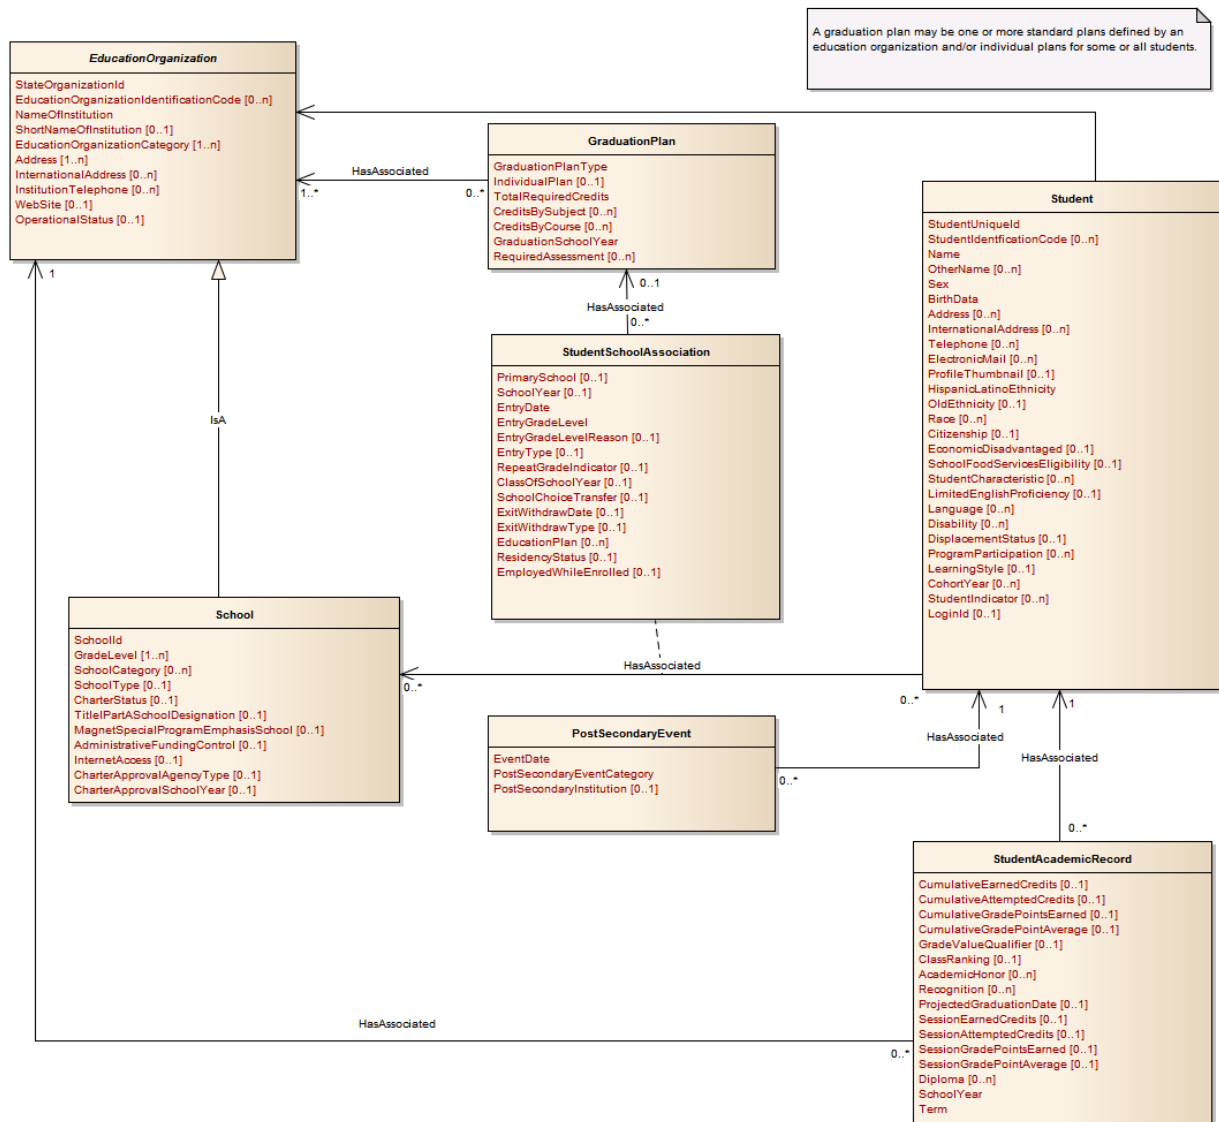 A graduation plan may be one or more standard plans defined by an
education organization and/or individual plans for some or all students.
EducationOrganization
StateOrganizationId
EducationOrganizationIdentificationCode [0..n]
NameOfInstitution
ShortNameOfInstitution [0..1]
EducationOrganizationCategory [1..n]
Address [1..n]
InternationalAddress [0..n]
InstitutionTelephone [0..n]
WebSite [0..1]
OperationalStatus [0..1]
HasAssociated
1..*
0..*
GraduationPlan
GraduationPlanType
IndividualPlan [0..1]
TotalRequiredCredits
CreditsBySubject [0..n]
CreditsByCourse [0..n]
GraduationSchoolYear
RequiredAssessment [0..n]
1
0..1
HasAssociated
0..*
Student
StudentUniqueId
StudentIdentficationCode [0..n]
Name
OtherName [0..n]
Sex
BirthData
Address [0..n]
InternationalAddress [0..n]
Telephone [0..n]
ElectronicMail [0..n]
ProfileThumbnail [0..1]
HispanicLatinoEthnicity
OldEthnicity [0..1]
Race [0..n]
Citizenship [0..1]
EconomicDisadvantaged [0..1]
SchoolFoodServicesEligibility [0..1]
StudentCharacteristic [0..n]
LimitedEnglishProficiency [0..1]
Language [0..n]
Disability [0..n]
DisplacementStatus [0..1]
ProgramParticipation [0..n]
LearningStyle [0..1]
CohortYear [0..n]
StudentIndicator [0..n]
LoginId [0..1]
StudentSchoolAssociation
PrimarySchool [0..1]
SchoolYear [0..1]
EntryDate
EntryGradeLevel
EntryGradeLevelReason [0..1]
EntryType [0..1]
RepeatGradeIndicator [0..1]
ClassOfSchoolYear [0..1]
SchoolChoiceTransfer [0..1]
ExitWithdrawDate [0..1]
ExitWithdrawType [0..1]
EducationPlan [0..n]
ResidencyStatus [0..1]
EmployedWhileEnrolled [0..1]
IsA
School
SchoolId
GradeLevel [1..n]
SchoolCategory [0..n]
SchoolType [0..1]
CharterStatus [0..1]
TitleIPartASchoolDesignation [0..1]
MagnetSpecialProgramEmphasisSchool [0..1]
AdministrativeFundingControl [0..1]
InternetAccess [0..1]
CharterApprovalAgencyType [0..1]
CharterApprovalSchoolYear [0..1]
HasAssociated
0..*
0..*
PostSecondaryEvent
EventDate
PostSecondaryEventCategory
PostSecondaryInstitution [0..1]
1
HasAssociated
0..*
1
HasAssociated
0..*
StudentAcademicRecord
CumulativeEarnedCredits [0..1]
CumulativeAttemptedCredits [0..1]
CumulativeGradePointsEarned [0..1]
CumulativeGradePointAverage [0..1]
GradeValueQualifier [0..1]
ClassRanking [0..1]
AcademicHonor [0..n]
Recognition [0..n]
ProjectedGraduationDate [0..1]
SessionEarnedCredits [0..1]
SessionAttemptedCredits [0..1]
SessionGradePointsEarned [0..1]
SessionGradePointAverage [0..1]
Diploma [0..n]
SchoolYear
Term
HasAssociated
0..*